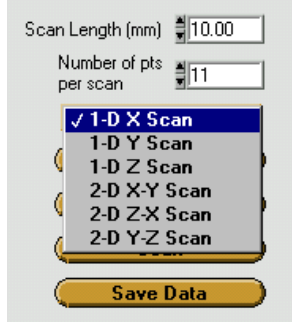 Scan Length (mm) 10.00
Number of pts
per scan 11
✓ 1-D X Scan
1-D Y Scan
1-D Z Scan
2-D X-Y Scan
2-D Z-X Scan
2-D Y-Z Scan
Save Data